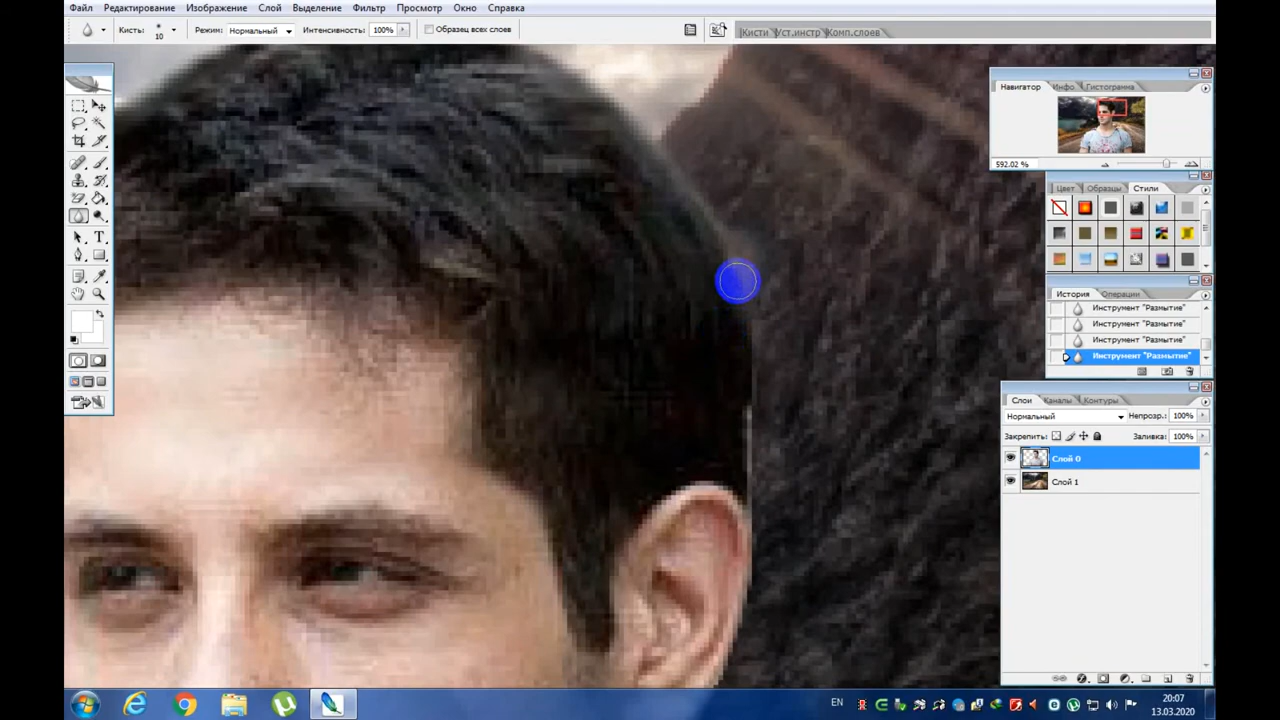 Файл Редактирование Изображение Слой Выделение Фильтр Просмотр Окно Справка
Кисть: 10 Режим: Нормальный Интенсивность: 100% Образец всех слоев
Кисти Уст.инстр Комп.слоев
Навигатор Инфо Гистограмма
592.02 %
Цвет Образцы Стили
История Операции
Инструмент "Размытие"
Инструмент "Размытие"
Инструмент "Размытие"
Инструмент "Размытие"
Слои Каналы Контуры
Нормальный Непрозр.: 100%
Закрепить: Заливка: 100%
Слой 0
Слой 1
EN
20:07
13.03.2020